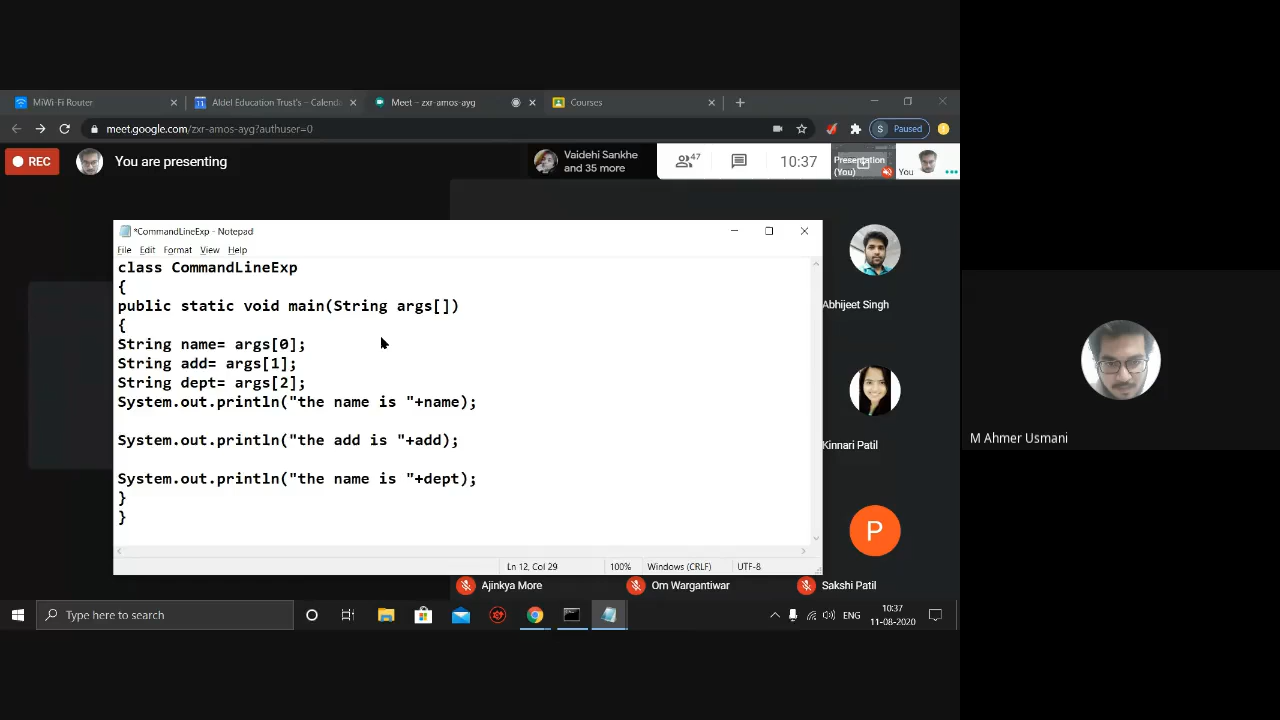 MiWi-Fi Router
Aldel Education Trust's – Calenda
Meet – zxr-amos-ayg
Courses
meet.google.com/zxr-amos-ayg?authuser=0
S Paused
REC
You are presenting
Vaidehi Sankhe
and 35 more
47
10:37
Presentation
(You)
You
*CommandLineExp - Notepad
File Edit Format View Help
class CommandLineExp
{
public static void main(String args[])
{
String name= args[0];
String add= args[1];
String dept= args[2];
System.out.println("the name is "+name);
System.out.println("the add is "+add);
System.out.println("the name is "+dept);
}
}
Ln 12, Col 29 100% Windows (CRLF) UTF-8
Abhijeet Singh
Kinnari Patil
P
Ajinkya More
Om Wargantiwar
Sakshi Patil
M Ahmer Usmani
Type here to search
ENG
10:37
11-08-2020